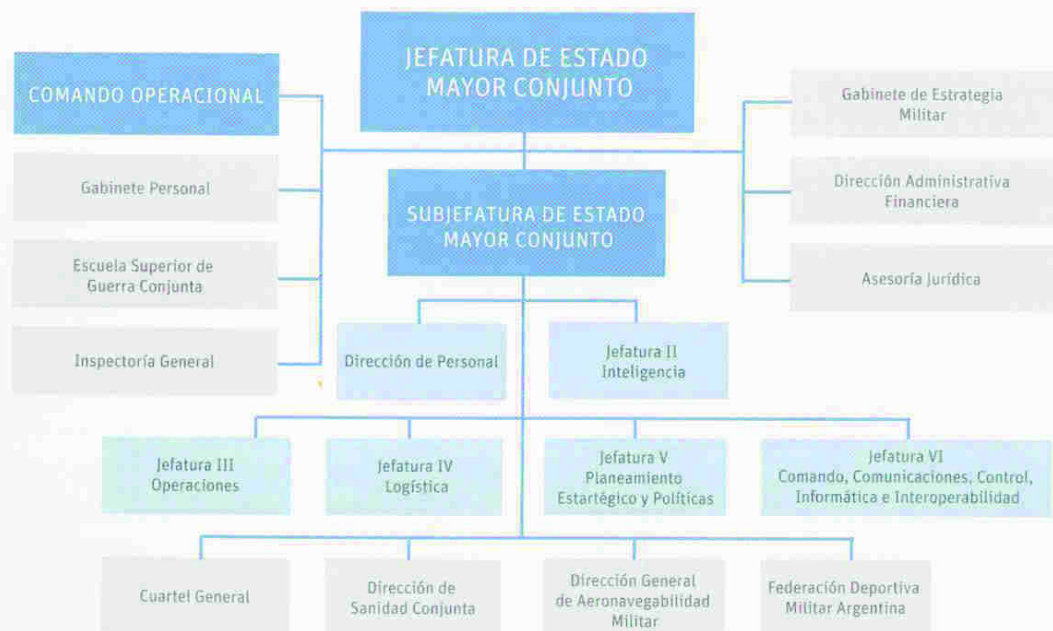 JEFATURA DE ESTADO
MAYOR CONJUNTO
COMANDO OPERACIONAL
Gabinete de Estrategia
Militar
Gabinete Personal
Dirección Administrativa
Financiera
SUBJEFATURA DE ESTADO
MAYOR CONJUNTO
Escuela Superior de
Guerra Conjunta
Asesoría Jurídica
Inspectoría General
Dirección de Personal
Jefatura II
Inteligencia
Jefatura III
Operaciones
Jefatura IV
Logística
Jefatura V
Planeamiento
Estartégico y Políticas
Jefatura VI
Comando, Comunicaciones, Control,
Informática e Interoperabilidad
Cuartel General
Dirección de
Sanidad Conjunta
Dirección General
de Aeronavegabilidad
Militar
Federación Deportiva
Militar Argentina